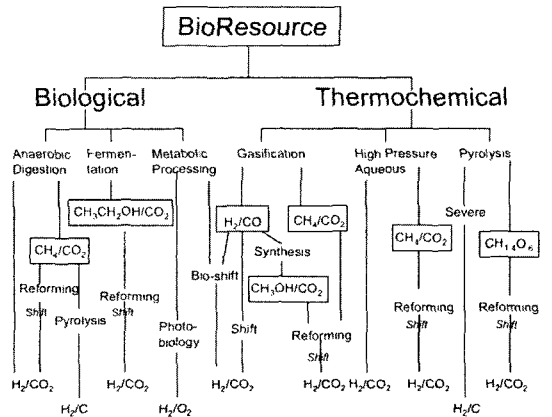 BioResource
Biological
Thermochemical
Anaerobic
Digestion
Fermen-
tation
Metabolic
Processing
Gasification
High Pressure
Aqueous
Pyrolysis
CH₃CH₂OH/CO₂
H₂/CO
CH₄/CO₂
Severe
CH₄/CO₂
CH₄/CO₂
CH₁.₄O.₆
Synthesis
Bio-shift
CH₃OH/CO₂
Reforming
Shift
Pyrolysis
Reforming
Shift
Photo-
biology
Shift
Reforming
Shift
Reforming
Shift
Reforming
Shift
H₂/CO₂
H₂/CO₂
H₂/CO₂
H₂/CO₂
H₂/CO₂
H₂/CO₂
H₂/CO₂
H₂/C
H₂/O₂
H₂/C